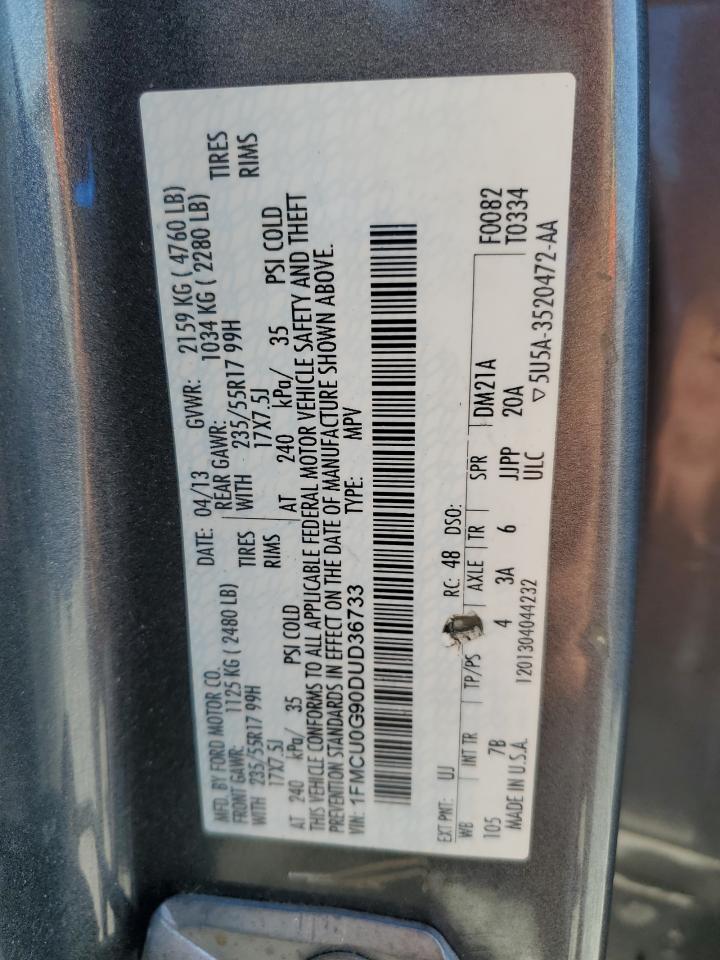 MFD. BY FORD MOTOR CO.
DATE: 04/13 GVWR: 2159 KG ( 4760 LB)
FRONT GAWR: 1125 KG ( 2480 LB) REAR GAWR: 1034 KG ( 2280 LB)
WITH 235/55R17 99H TIRES WITH 235/55R17 99H TIRES
17X7.5J RIMS 17X7.5J RIMS
AT 240 kPa/ 35 PSI COLD AT 240 kPa/ 35 PSI COLD
THIS VEHICLE CONFORMS TO ALL APPLICABLE FEDERAL MOTOR VEHICLE SAFETY AND THEFT
PREVENTION STANDARDS IN EFFECT ON THE DATE OF MANUFACTURE SHOWN ABOVE.
VIN: 1FMCU0G90DUD36733 TYPE: MPV
EXT PNT: UJ RC: 48 DSO: F0082
WB INT TR TP/PS AXLE TR SPR DM21A T0334
105 7B 4 3A 6 JJPP 20A
MADE IN U.S.A. 1201304044232 ULC ▽ 5U5A-3520472-AA